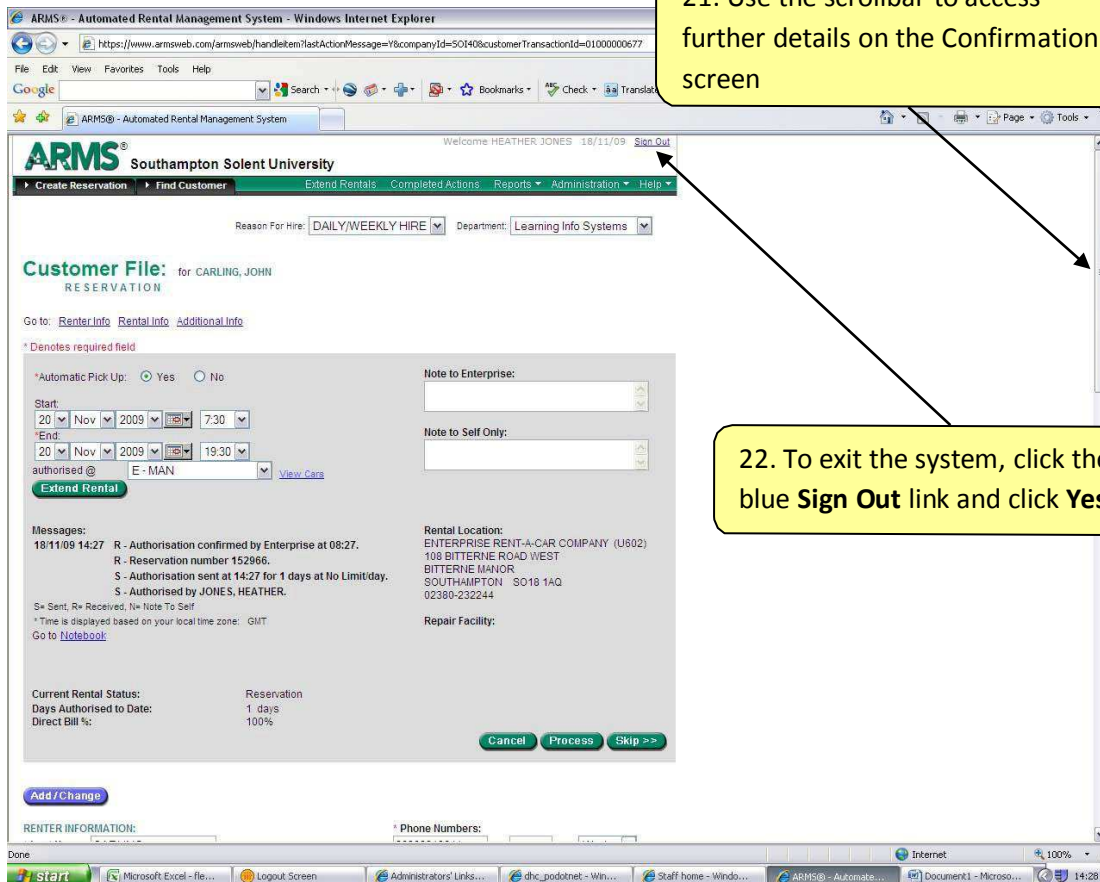 ARMS® - Automated Rental Management System - Windows Internet Explorer
21. Use the scrollbar to access
further details on the Confirmation
screen
https://www.armsweb.com/armsweb/handleitem?lastActionMessage=Y&companyId=SOI40&customerTransactionId=01000000677
File Edit View Favorites Tools Help
Google Search Bookmarks Check Translate
ARMS® - Automated Rental Management System Page Tools
Welcome HEATHER JONES 18/11/09 Sign Out
ARMS® Southampton Solent University
Create Reservation Find Customer Extend Rentals Completed Actions Reports Administration Help
Reason For Hire: DAILY/WEEKLY HIRE Department: Learning Info Systems
Customer File: for CARLING, JOHN
RESERVATION
Go to: Renter Info Rental Info Additional Info
* Denotes required field
*Automatic Pick Up: Yes No
Note to Enterprise:
Start:
20 Nov 2009 7:30
*End:
Note to Self Only:
20 Nov 2009 19:30
authorised @ E - MAN View Cars
Extend Rental
22. To exit the system, click the
blue Sign Out link and click Yes
Messages:
18/11/09 14:27 R - Authorisation confirmed by Enterprise at 08:27.
R - Reservation number 152966.
S - Authorisation sent at 14:27 for 1 days at No Limit/day.
S - Authorised by JONES, HEATHER.
S= Sent, R= Received, N= Note To Self
* Time is displayed based on your local time zone: GMT
Go to Notebook
Rental Location:
ENTERPRISE RENT-A-CAR COMPANY (U602)
108 BITTERNE ROAD WEST
BITTERNE MANOR
SOUTHAMPTON SO18 1AQ
02380-232244
Repair Facility:
Current Rental Status: Reservation
Days Authorised to Date: 1 days
Direct Bill %: 100%
Cancel Process Skip >>
Add/Change
RENTER INFORMATION: * Phone Numbers:
Done Internet 100%
start Microsoft Excel - fle... Logout Screen Administrators' Links... dhc_podotnet - Win... Staff home - Windo... ARMS® - Automate... Document1 - Microso... 14:28